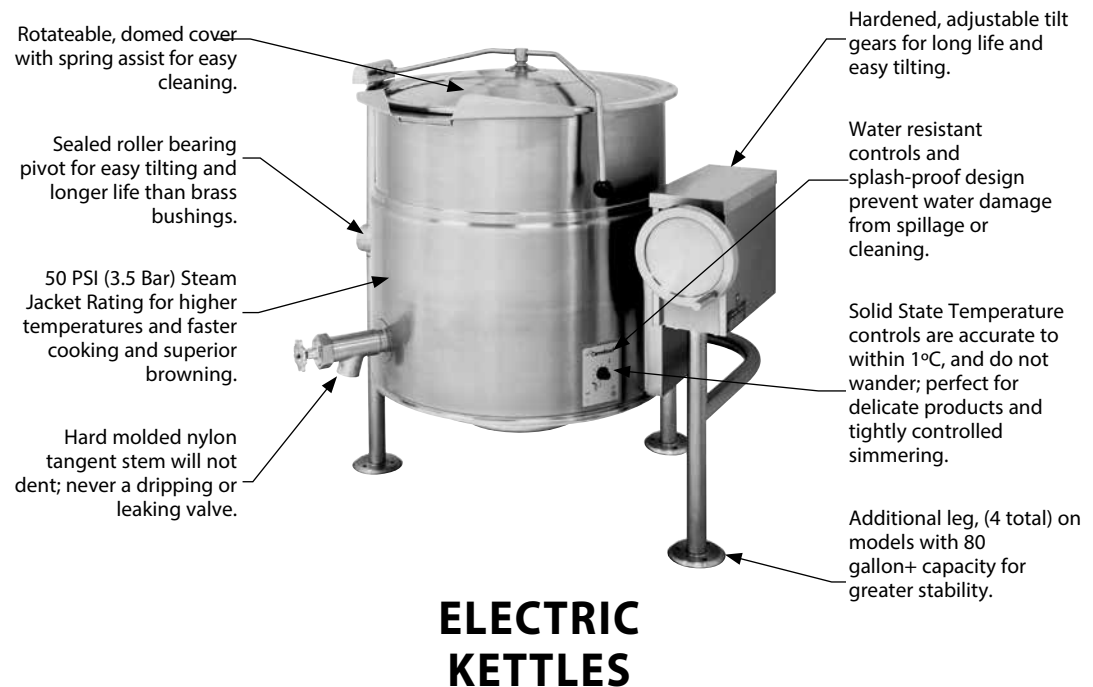 Rotateable, domed cover
with spring assist for easy
cleaning.
Sealed roller bearing
pivot for easy tilting and
longer life than brass
bushings.
50 PSI (3.5 Bar) Steam
Jacket Rating for higher
temperatures and faster
cooking and superior
browning.
Hard molded nylon
tangent stem will not
dent; never a dripping or
leaking valve.
Hardened, adjustable tilt
gears for long life and
easy tilting.
Water resistant
controls and
splash-proof design
prevent water damage
from spillage or
cleaning.
Solid State Temperature
controls are accurate to
within 1ºC, and do not
wander; perfect for
delicate products and
tightly controlled
simmering.
Additional leg, (4 total) on
models with 80
gallon+ capacity for
greater stability.
ELECTRIC
KETTLES